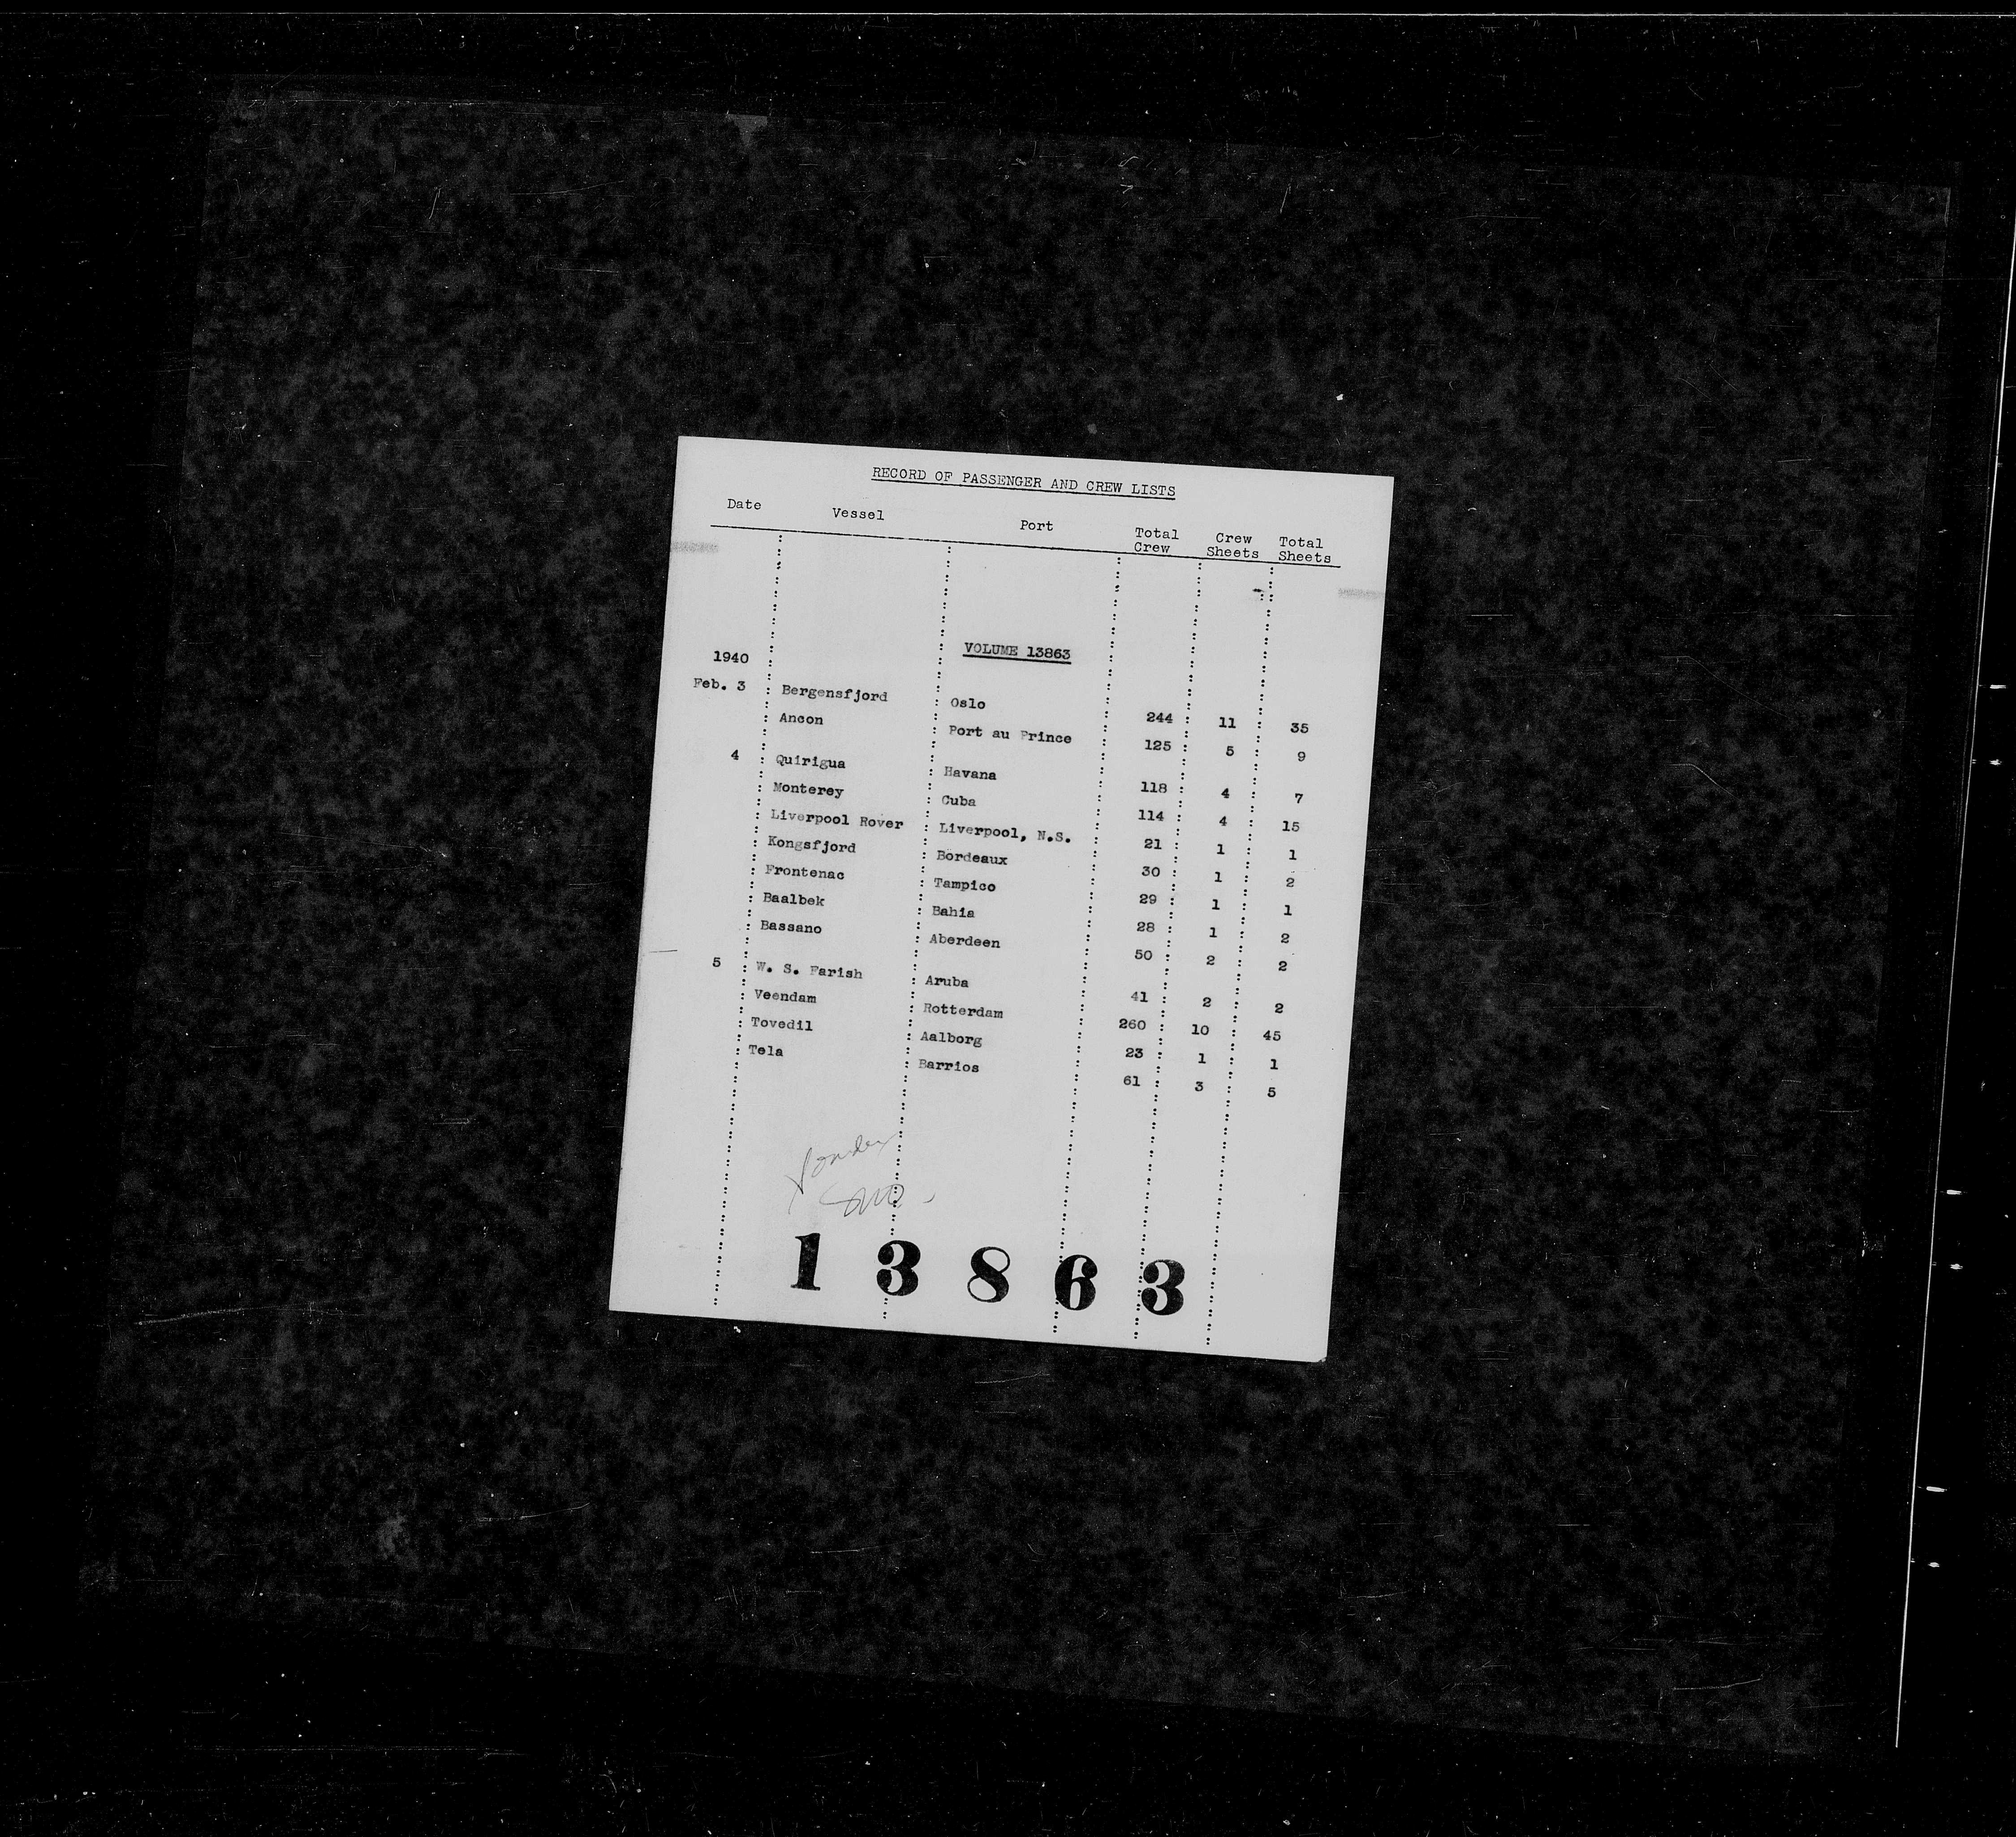 RECORD OF PASSENGER AND CREW LISTS
Date Vessel Port Total Crew Crew Sheets Total Sheets
VOLUME 13863
1940
Feb. 3 Bergensfjord Oslo 244 11 35
Ancon Port au Prince 125 5 9
4 Quirigua Havana 118 4 7
Monterey Cuba 114 4 15
Liverpool Rover Liverpool, N.S. 21 1 1
Kongsfjord Bordeaux 30 1 2
Frontenac Tampico 29 1 1
Baalbek Bahia 28 1 2
Bassano Aberdeen 50 2 2
5 W. S. Farish Aruba 41 2 2
Veendam Rotterdam 260 10 45
Tovedil Aalborg 23 1 1
Tela Barrios 61 3 5
13863